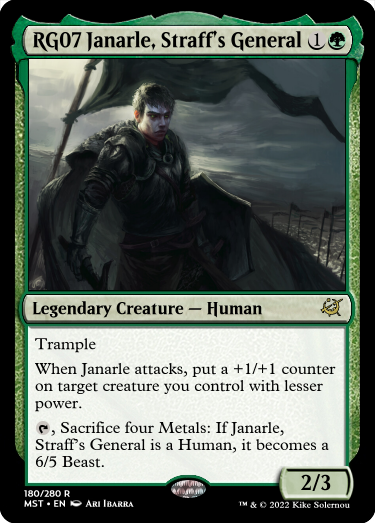 RG07 Janarle, Straff's General 1
Legendary Creature — Human
Trample
When Janarle attacks, put a +1/+1 counter
on target creature you control with lesser
power.
, Sacrifice four Metals: If Janarle,
Straff's General is a Human, it becomes a
6/5 Beast.
2/3
180/280 R
MST • EN Ari Ibarra
™ & © 2022 Kike Solernou